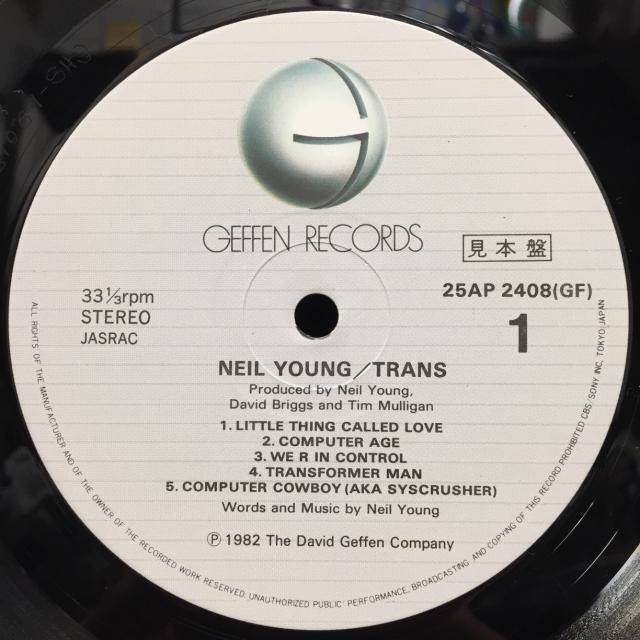 GEFFEN RECORDS
見本盤
33⅓rpm
STEREO
JASRAC
25AP 2408(GF)
1
NEIL YOUNG/TRANS
Produced by Neil Young,
David Briggs and Tim Mulligan
1. LITTLE THING CALLED LOVE
2. COMPUTER AGE
3. WE R IN CONTROL
4. TRANSFORMER MAN
5. COMPUTER COWBOY (AKA SYSCRUSHER)
Words and Music by Neil Young
℗ 1982 The David Geffen Company
ALL RIGHTS OF THE MANUFACTURER AND OF THE OWNER OF THE RECORDED WORK RESERVED. UNAUTHORIZED PUBLIC PERFORMANCE, BROADCASTING AND COPYING OF THIS RECORD PROHIBITED CBS/SONY INC. TOKYO JAPAN